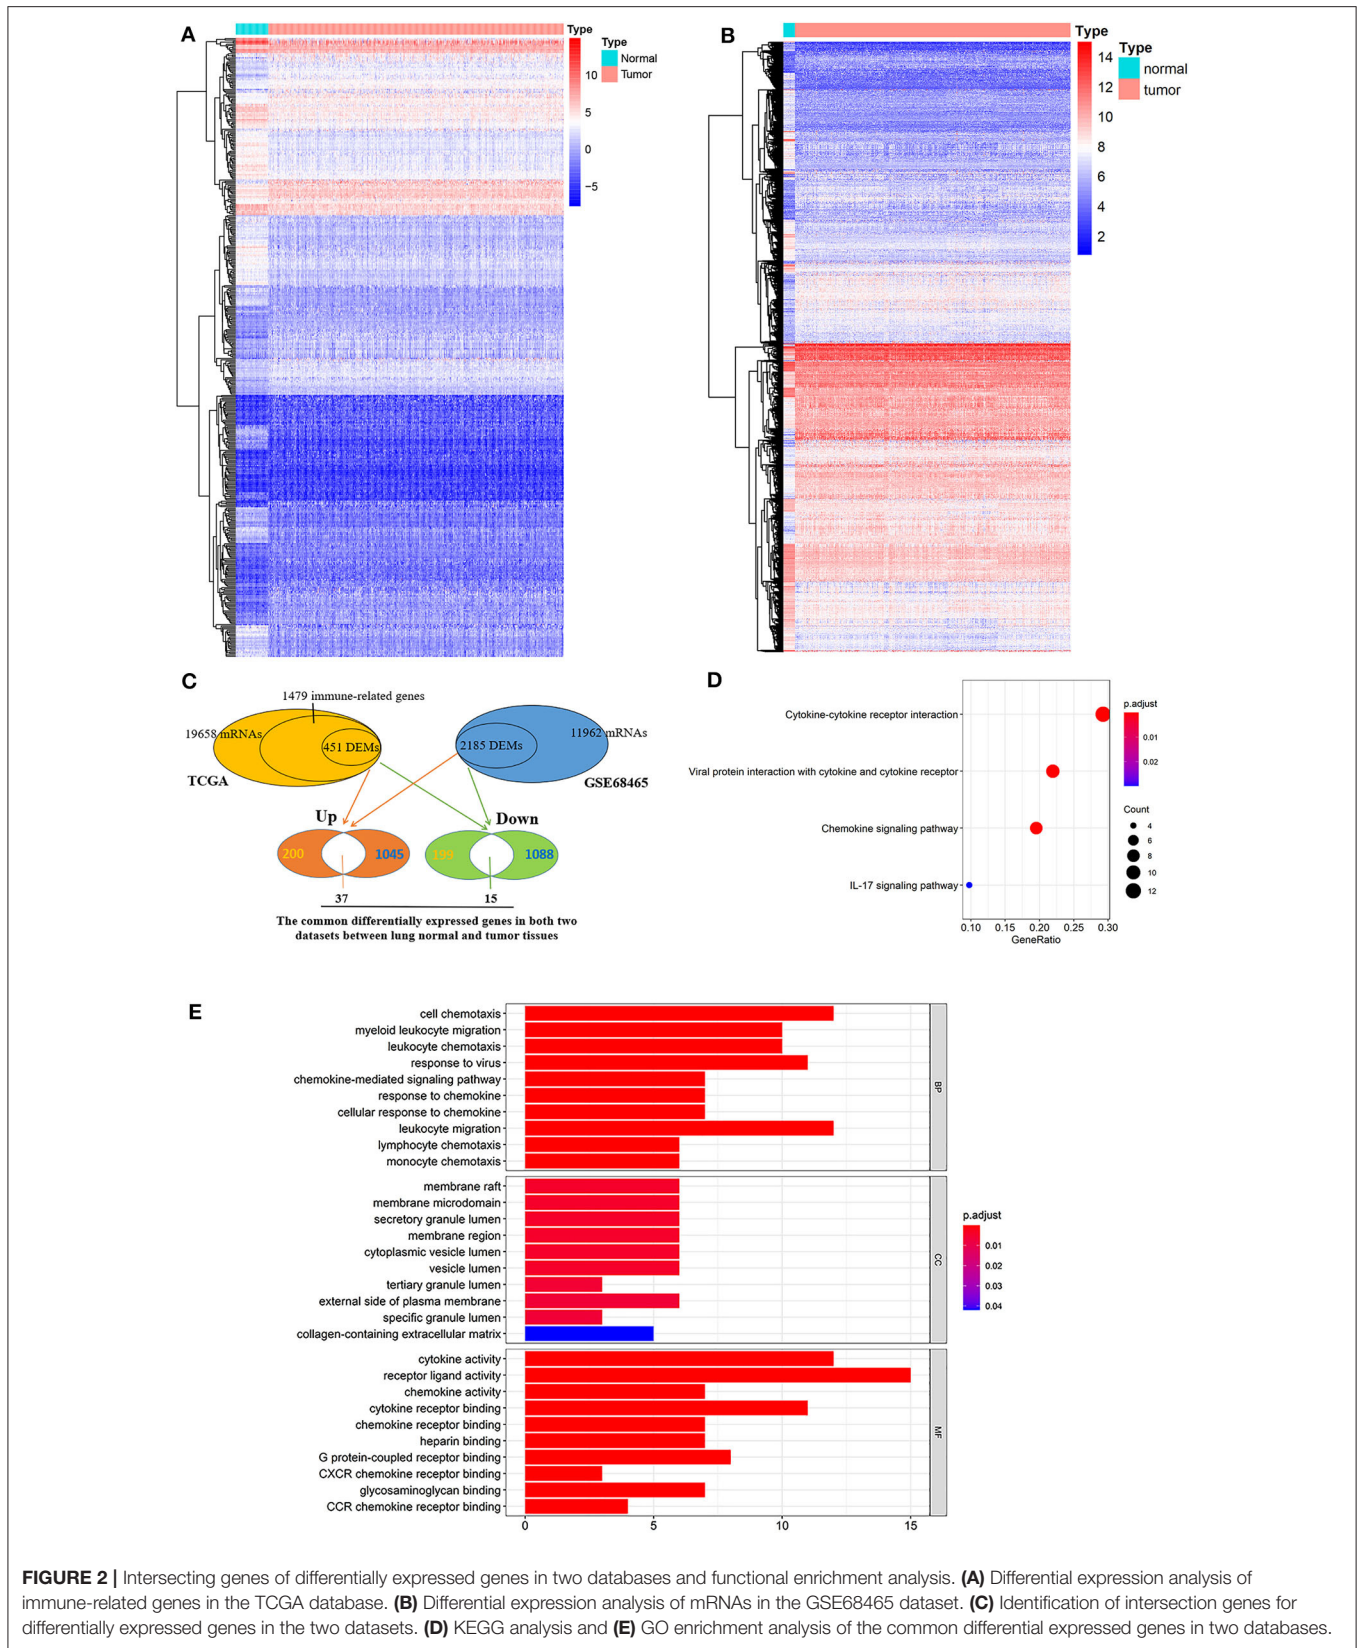 A
Type
Type
Normal
Tumor
10
5
0
−5
B
Type
14
12
10
8
6
4
2
Type
normal
tumor
C
1479 immune-related genes
19658 mRNAs
451 DEMs
TCGA
2185 DEMs
11962 mRNAs
GSE68465
Up
Down
200
1045
199
1088
37
15
The common differentially expressed genes in both two
datasets between lung normal and tumor tissues
D
Cytokine-cytokine receptor interaction
Viral protein interaction with cytokine and cytokine receptor
Chemokine signaling pathway
IL-17 signaling pathway
0.10 0.15 0.20 0.25 0.30
GeneRatio
p.adjust
0.01
0.02
Count
4
6
8
10
12
E
cell chemotaxis
myeloid leukocyte migration
leukocyte chemotaxis
response to virus
chemokine-mediated signaling pathway
response to chemokine
cellular response to chemokine
leukocyte migration
lymphocyte chemotaxis
monocyte chemotaxis
BP
membrane raft
membrane microdomain
secretory granule lumen
membrane region
cytoplasmic vesicle lumen
vesicle lumen
tertiary granule lumen
external side of plasma membrane
specific granule lumen
collagen-containing extracellular matrix
CC
cytokine activity
receptor ligand activity
chemokine activity
cytokine receptor binding
chemokine receptor binding
heparin binding
G protein-coupled receptor binding
CXCR chemokine receptor binding
glycosaminoglycan binding
CCR chemokine receptor binding
MF
0 5 10 15
p.adjust
0.01
0.02
0.03
0.04
FIGURE 2 | Intersecting genes of differentially expressed genes in two databases and functional enrichment analysis. (A) Differential expression analysis of
immune-related genes in the TCGA database. (B) Differential expression analysis of mRNAs in the GSE68465 dataset. (C) Identification of intersection genes for
differentially expressed genes in the two datasets. (D) KEGG analysis and (E) GO enrichment analysis of the common differential expressed genes in two databases.